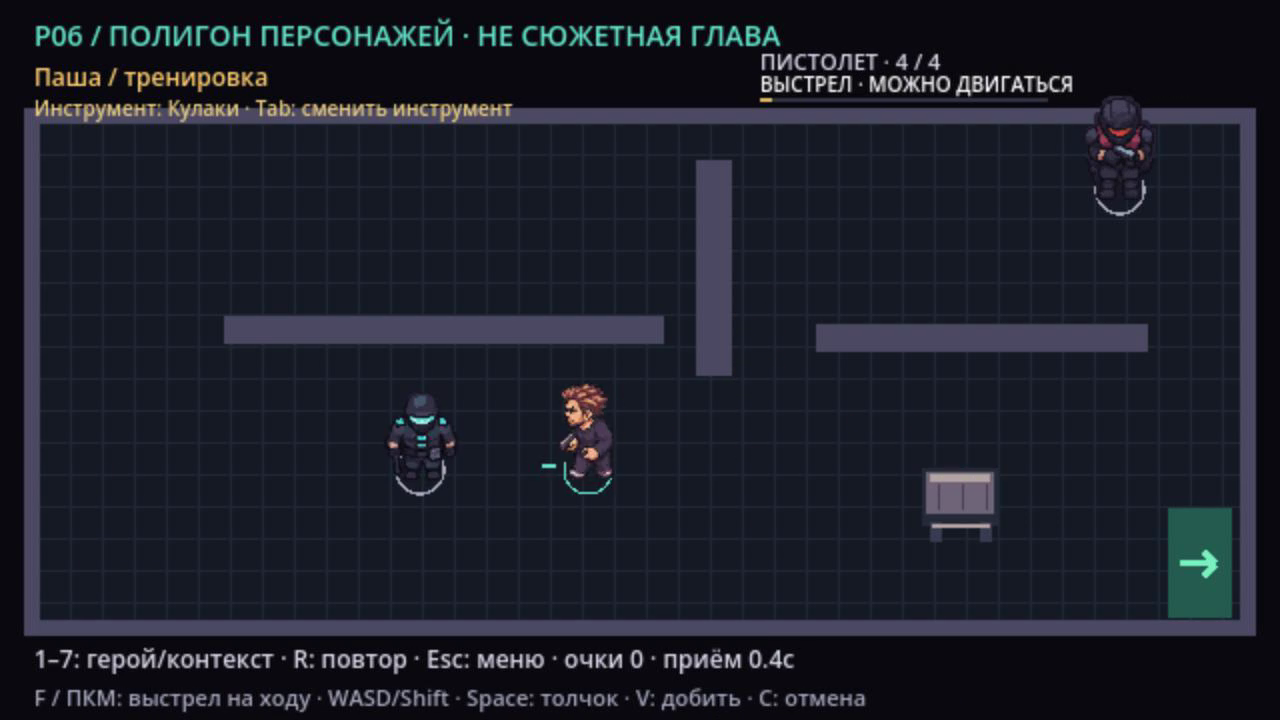 P06 / ПОЛИГОН ПЕРСОНАЖЕЙ · НЕ СЮЖЕТНАЯ ГЛАВА
ПИСТОЛЕТ · 4 / 4
Паша / тренировка
ВЫСТРЕЛ · МОЖНО ДВИГАТЬСЯ
Инструмент: Кулаки · Tab: сменить инструмент
→
1–7: герой/контекст · R: повтор · Esc: меню · очки 0 · приём 0.4с
F / ПКМ: выстрел на ходу · WASD/Shift · Space: толчок · V: добить · C: отмена